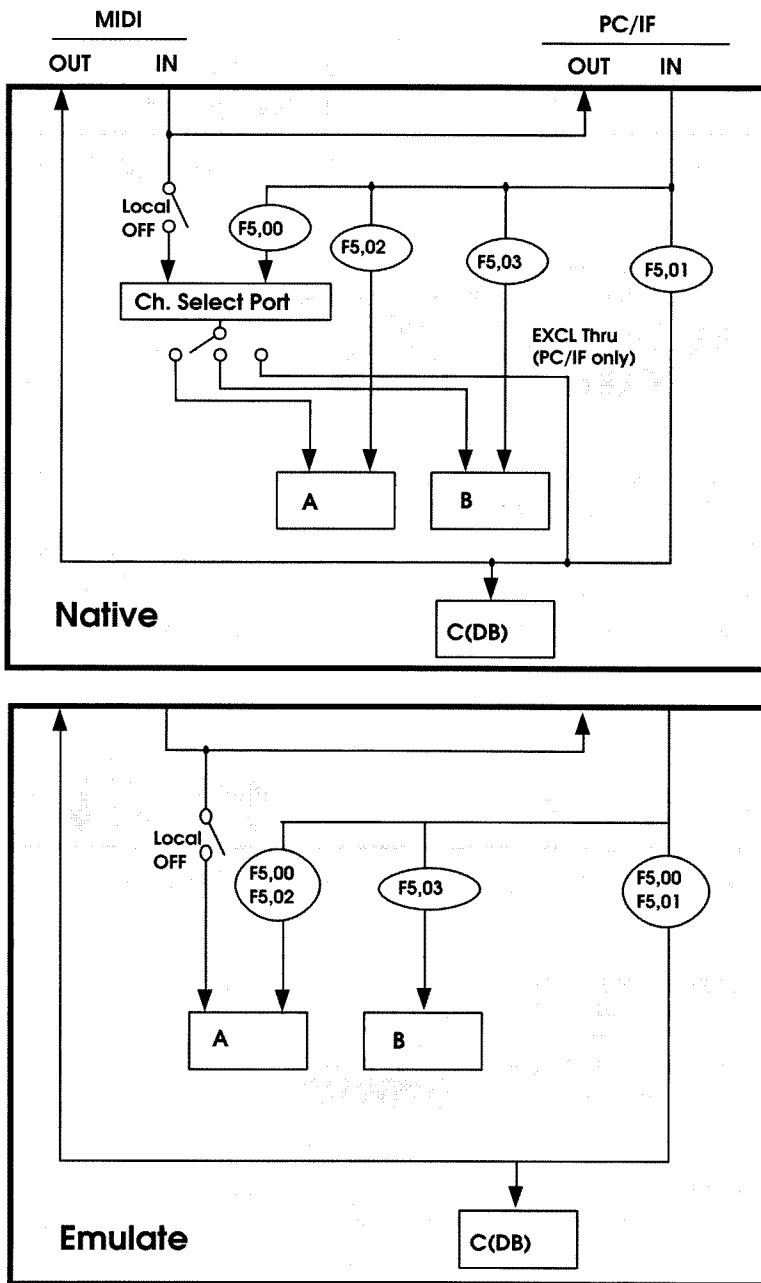 MIDI
PC/IF
OUT
IN
OUT
IN
Local
OFF
F5,00
F5,02
F5,03
F5,01
Ch. Select Port
EXCL Thru
(PC/IF only)
A
B
Native
C(DB)
Local
OFF
F5,00
F5,02
F5,03
F5,00
F5,01
A
B
Emulate
C(DB)